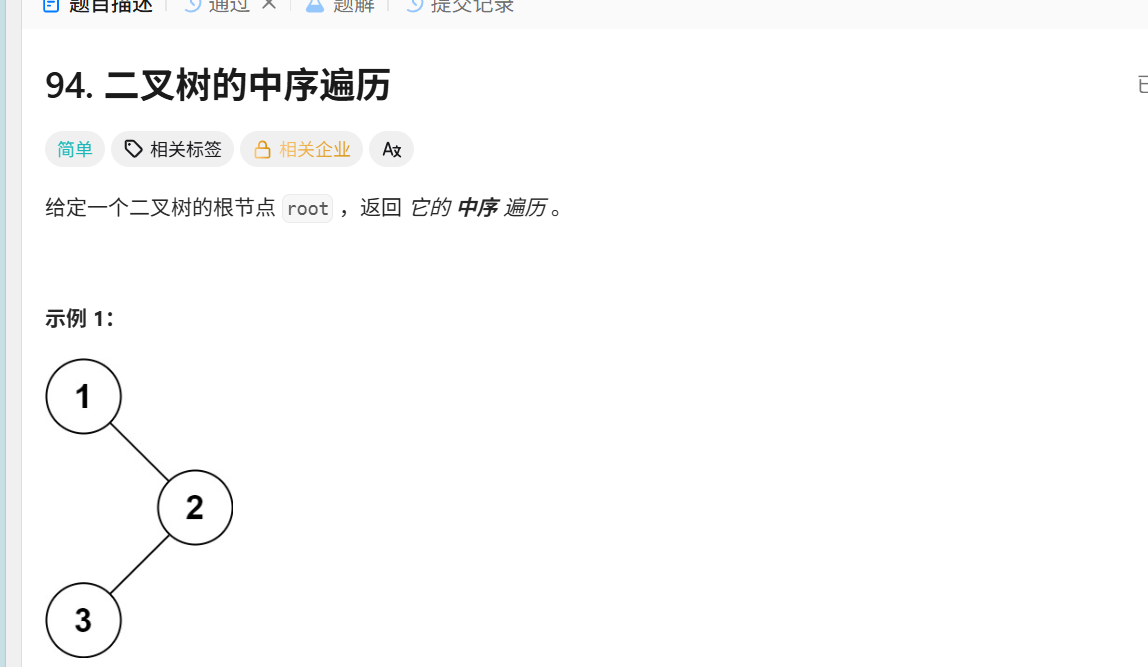 题目描述 通过 题解 提交记录
94. 二叉树的中序遍历
简单 相关标签 相关企业 A文
给定一个二叉树的根节点 root ，返回 它的 中序 遍历 。
示例 1：
1
2
3